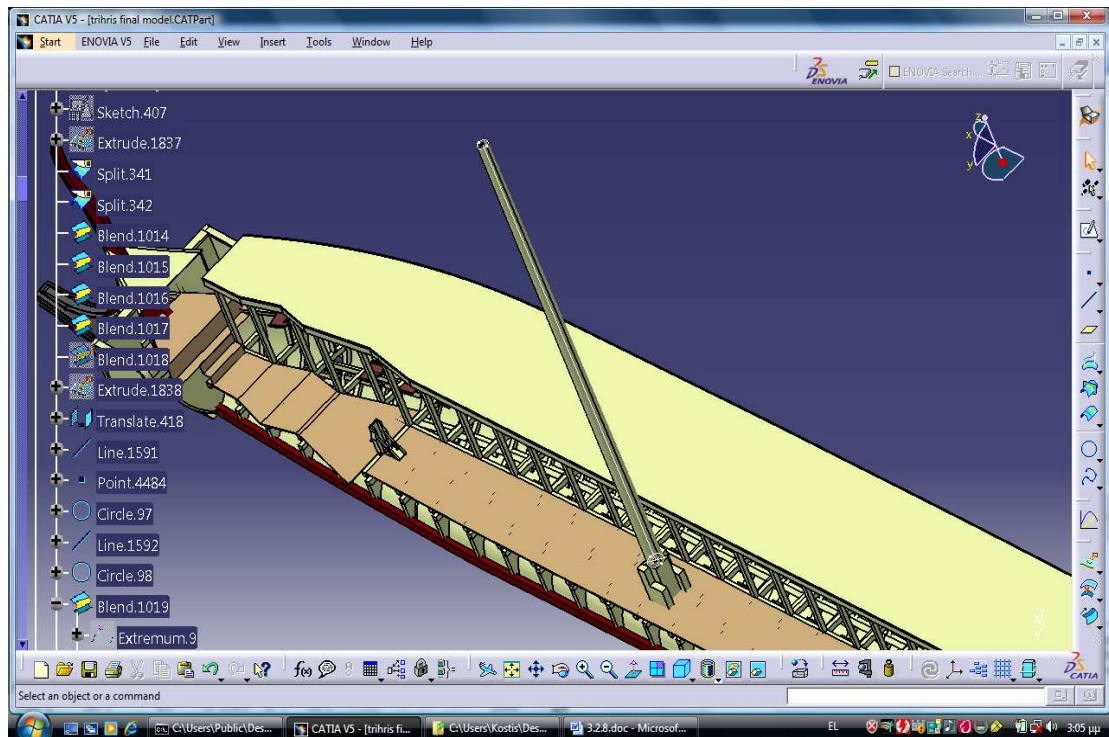 CATIA V5 - [trihris final model.CATPart]
Start ENOVIA V5 File Edit View Insert Tools Window Help
ENOVIA
ENOVIA Search...
Sketch.407
Extrude.1837
Split.341
Split.342
Blend.1014
Blend.1015
Blend.1016
Blend.1017
Blend.1018
Extrude.1838
Translate.418
Line.1591
Point.4484
Circle.97
Line.1592
Circle.98
Blend.1019
Extremum.9
z
x
y
f(x)
CATIA
Select an object or a command
C:\Users\Public\Des... CATIA V5 - [trihris fi... C:\Users\Kostis\Des... 3.2.8.doc - Microsof... EL 3:05 μμ